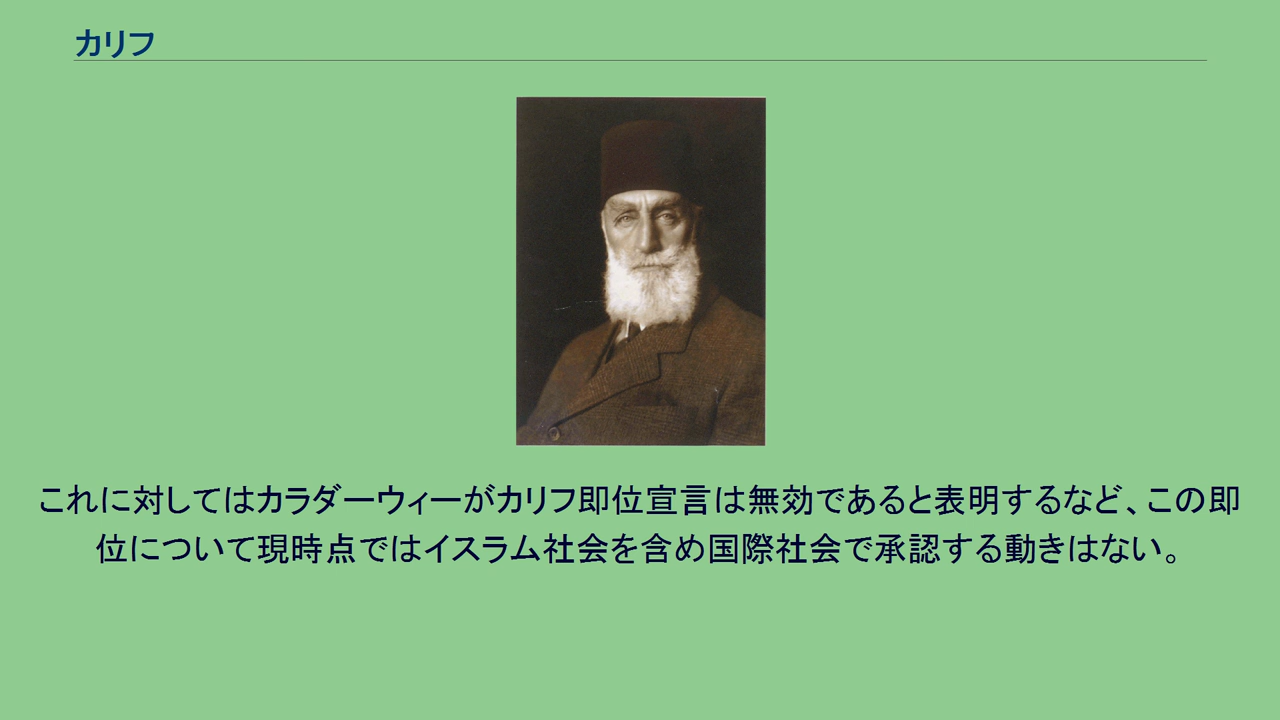 カリフ
これに対してはカラダーウィーがカリフ即位宣言は無効であると表明するなど、この即
位について現時点ではイスラム社会を含め国際社会で承認する動きはない。